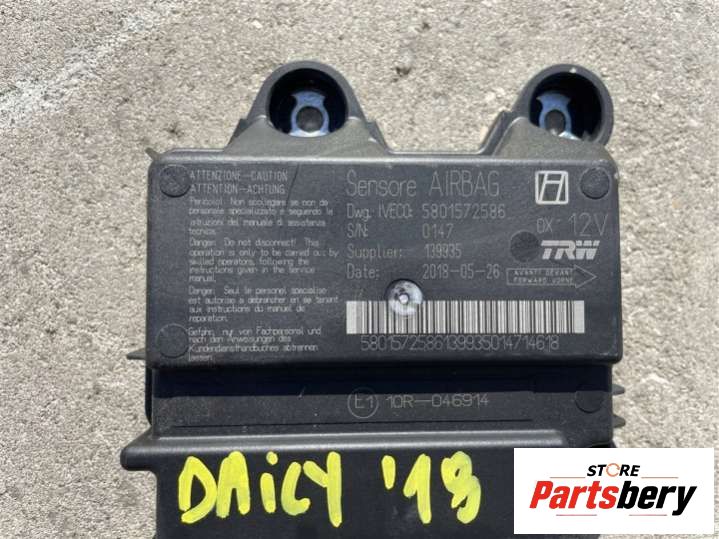 ATTENZIONE-CAUTION
ATTENTION-ACHTUNG
Pericolo! Non scollegare se non da
personale specializzato e seguendo le
istruzioni del manuale di assistenza
tecnica.
Danger: Do not disconnect! This
operation is only to be carried out by
skilled operators, following the
instructions given in the service
manual.
Danger: Seul le personnel specialise
est autorise a debrancher en se tenant
aux instructions du manuel de
reparation.
Gefahr: nur von Fachpersonal und
nach den Anweisungen des
Kundendiensthandbuches abtrennen
lassen.
Sensore AIRBAG
Dwg. IVECO: 5801572586
S/N: 0147
Supplier: 139935
Date: 2018-05-26
12V
TRW
AVANTI DEVANT
FORWARD VORNE
5801572586139935014714618
E1 10R-046914
DAiLY '18
STORE
Partsbery